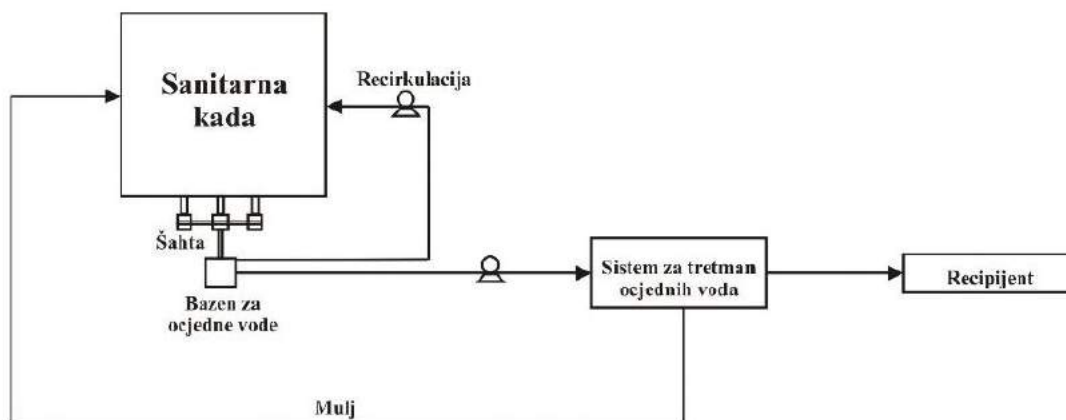 Sanitarna
kada
Recirkulacija
Šahta
Bazen za
ocjedne vode
Sistem za tretman
ocjednih voda
Recipijent
Mulj